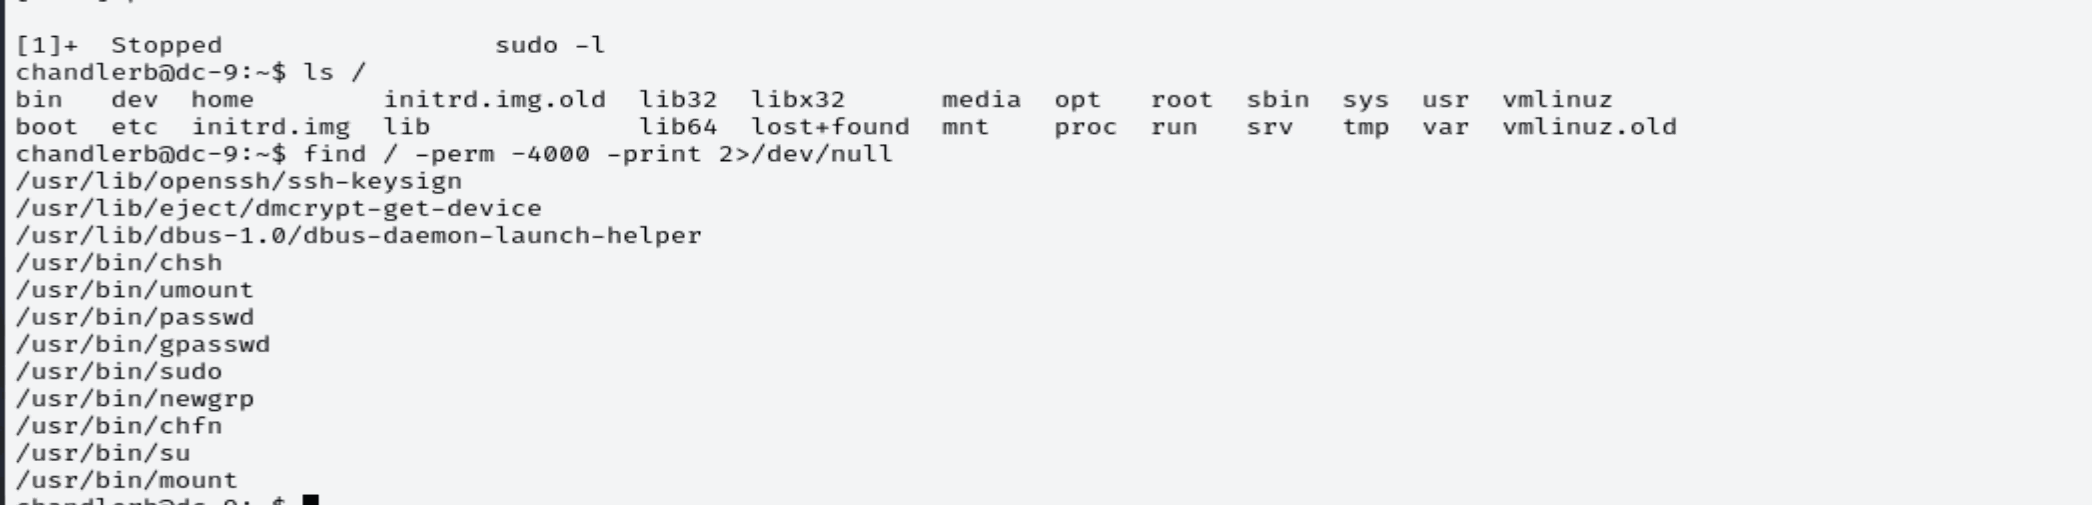 [1]+  Stopped                 sudo -l
chandlerb@dc-9:~$ ls /
bin   dev  home        initrd.img.old  lib32  libx32      media  opt   root  sbin  sys  usr  vmlinuz
boot  etc  initrd.img  lib             lib64  lost+found  mnt    proc  run   srv   tmp  var  vmlinuz.old
chandlerb@dc-9:~$ find / -perm -4000 -print 2>/dev/null
/usr/lib/openssh/ssh-keysign
/usr/lib/eject/dmcrypt-get-device
/usr/lib/dbus-1.0/dbus-daemon-launch-helper
/usr/bin/chsh
/usr/bin/umount
/usr/bin/passwd
/usr/bin/gpasswd
/usr/bin/sudo
/usr/bin/newgrp
/usr/bin/chfn
/usr/bin/su
/usr/bin/mount
chandlerb@dc-9:~$